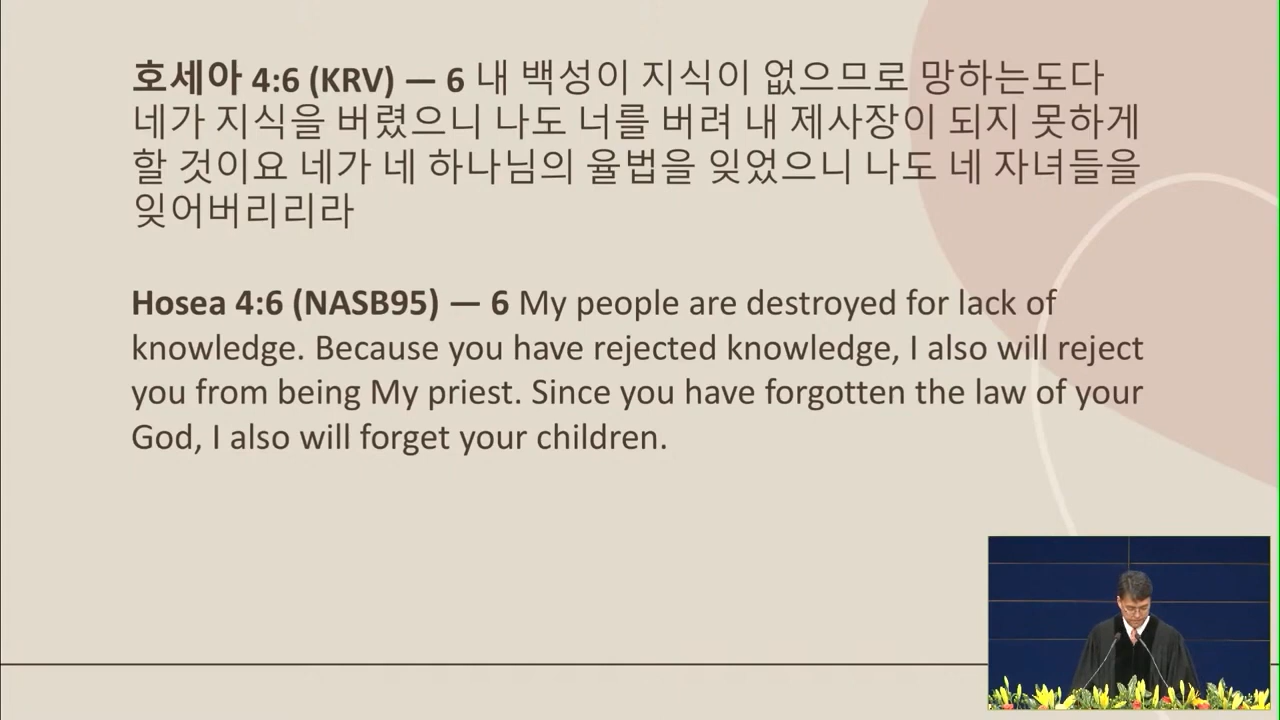 호세아 4:6 (KRV) — 6 내 백성이 지식이 없으므로 망하는도다
네가 지식을 버렸으니 나도 너를 버려 내 제사장이 되지 못하게
할 것이요 네가 네 하나님의 율법을 잊었으니 나도 네 자녀들을
잊어버리리라
Hosea 4:6 (NASB95) — 6 My people are destroyed for lack of
knowledge. Because you have rejected knowledge, I also will reject
you from being My priest. Since you have forgotten the law of your
God, I also will forget your children.